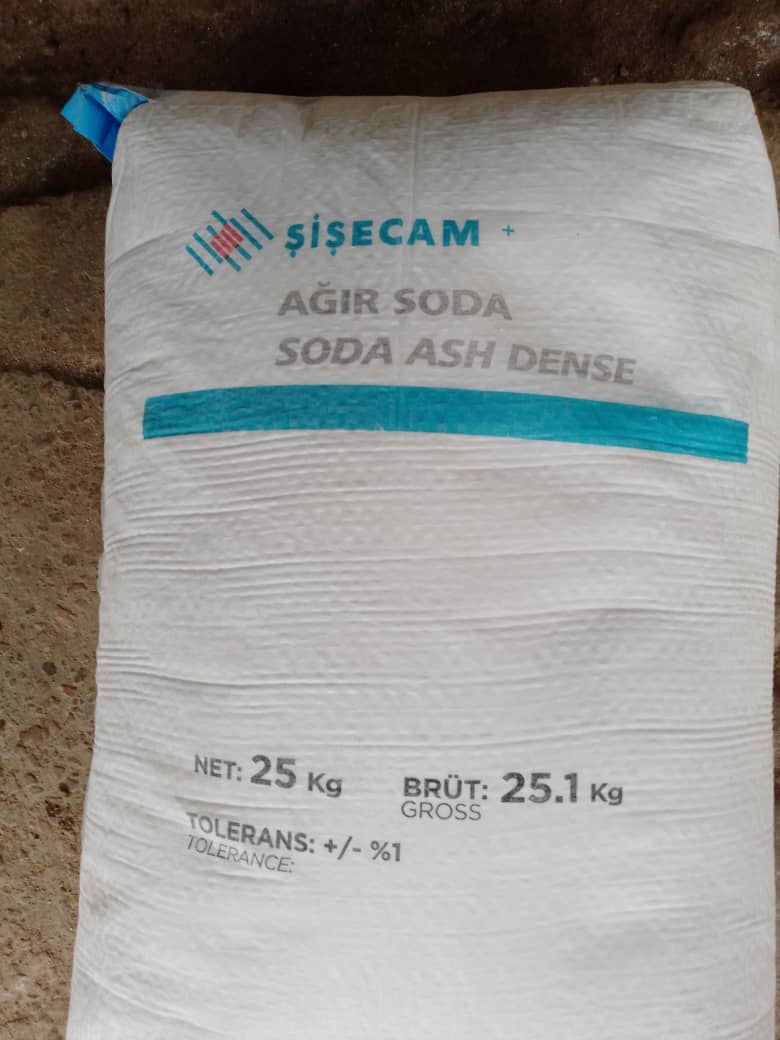 ŞİŞECAM +
AĞIR SODA
SODA ASH DENSE
NET: 25 Kg
BRÜT: 25.1 Kg
GROSS
TOLERANS: +/- %1
TOLERANCE: